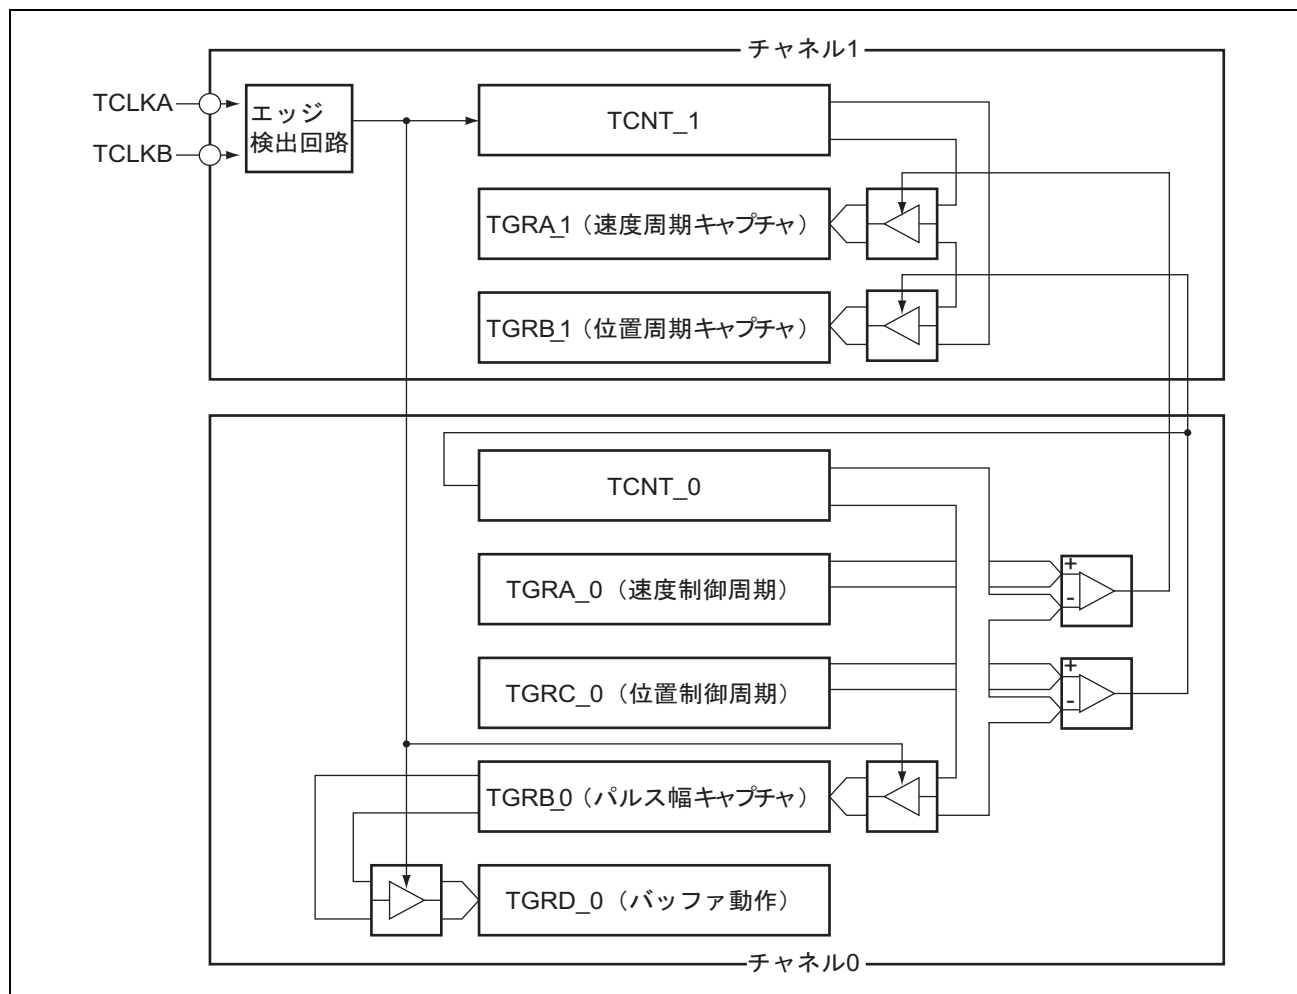 チャネル1
TCLKA
TCLKB
エッジ
検出回路
TCNT_1
TGRA_1（速度周期キャプチャ）
TGRB_1（位置周期キャプチャ）
TCNT_0
TGRA_0（速度制御周期）
+
-
TGRC_0（位置制御周期）
+
-
TGRB_0（パルス幅キャプチャ）
TGRD_0（バッファ動作）
チャネル0